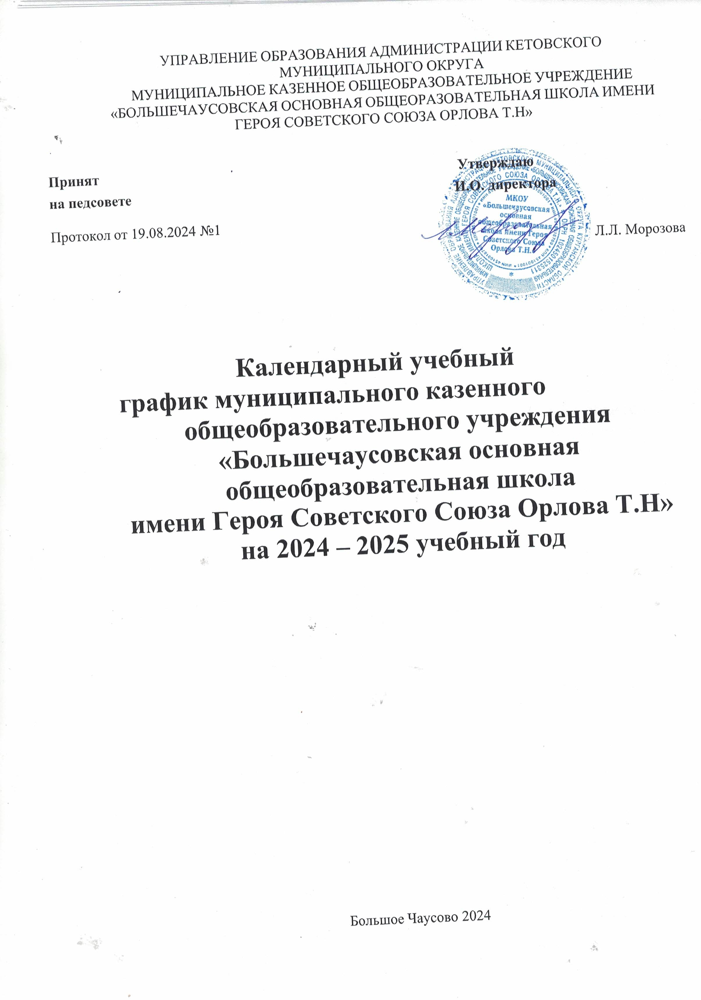 УПРАВЛЕНИЕ ОБРАЗОВАНИЯ АДМИНИСТРАЦИИ КЕТОВСКОГО
МУНИЦИПАЛЬНОГО ОКРУГА
МУНИЦИПАЛЬНОЕ КАЗЕННОЕ ОБЩЕОБРАЗОВАТЕЛЬНОЕ УЧРЕЖДЕНИЕ
«БОЛЬШЕЧАУСОВСКАЯ ОСНОВНАЯ ОБЩЕОРАЗОВАТЕЛЬНАЯ ШКОЛА ИМЕНИ
ГЕРОЯ СОВЕТСКОГО СОЮЗА ОРЛОВА Т.Н»
Принят
на педсовете
Протокол от 19.08.2024 №1
Утверждаю
И.О. директора
Л.Л. Морозова
МКОУ
«Большечаусовская
основная
общеобразовательная
школа имени Героя
Советского Союза
Орлова Т.Н.»
Календарный учебный
график муниципального казенного
общеобразовательного учреждения
«Большечаусовская основная
общеобразовательная школа
имени Героя Советского Союза Орлова Т.Н»
на 2024 – 2025 учебный год
Большое Чаусово 2024